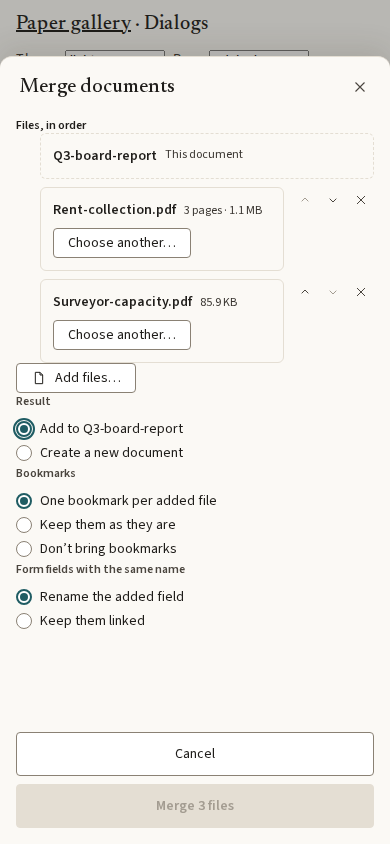 Paper gallery · Dialogs
Merge documents
Files, in order
Q3-board-report This document
Rent-collection.pdf 3 pages · 1.1 MB
Choose another…
Surveyor-capacity.pdf 85.9 KB
Choose another…
Add files…
Result
Add to Q3-board-report
Create a new document
Bookmarks
One bookmark per added file
Keep them as they are
Don’t bring bookmarks
Form fields with the same name
Rename the added field
Keep them linked
Cancel
Merge 3 files